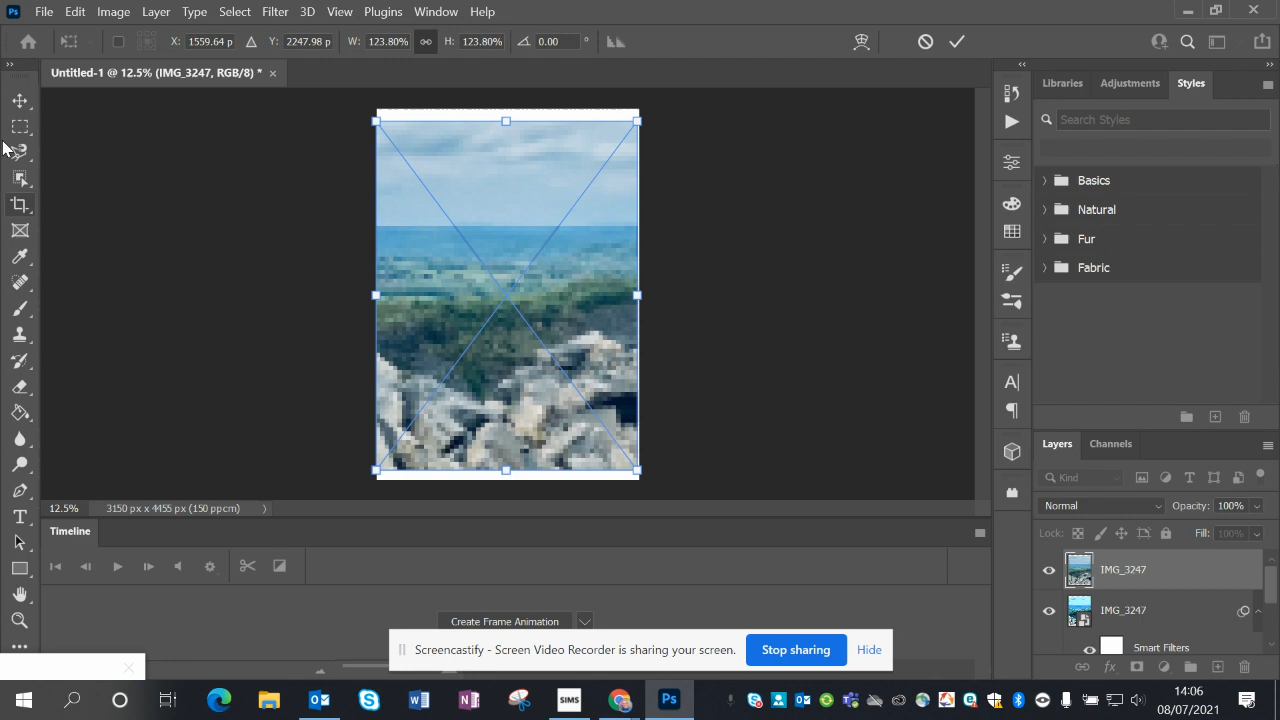 Ps File Edit Image Layer Type Select Filter 3D View Plugins Window Help
X: 1559.64 p Y: 2247.98 p W: 123.80% H: 123.80% 0.00 °
Untitled-1 @ 12.5% (IMG_3247, RGB/8) * ×
Libraries Adjustments Styles
Search Styles
Basics
Natural
Fur
Fabric
Layers Channels
Kind
Normal Opacity: 100%
Lock: Fill: 100%
IMG_3247
IMG_3247
Smart Filters
12.5% 3150 px x 4455 px (150 ppcm)
Timeline
Create Frame Animation
Screencastify - Screen Video Recorder is sharing your screen. Stop sharing Hide
SIMS Ps
14:06
08/07/2021